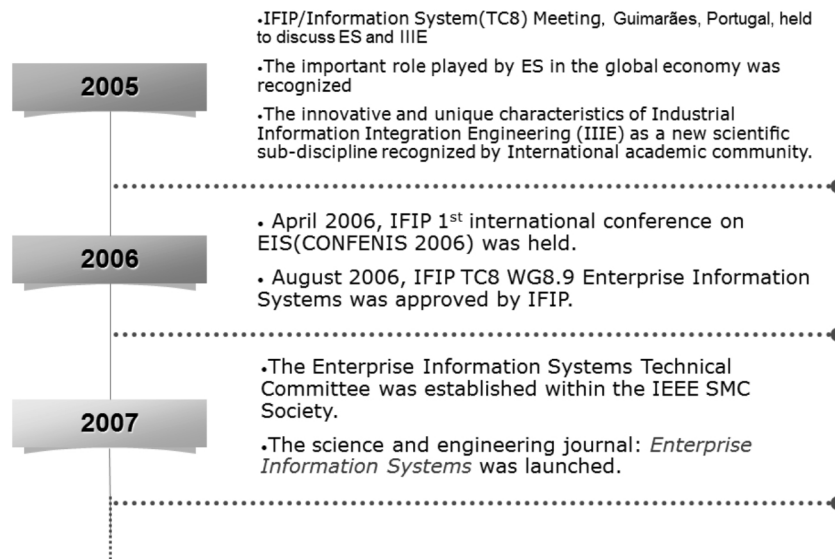 •IFIP/Information System(TC8) Meeting, Guimarães, Portugal, held
to discuss ES and IIIE
2005
•The important role played by ES in the global economy was
recognized
•The innovative and unique characteristics of Industrial
Information Integration Engineering (IIIE) as a new scientific
sub-discipline recognized by International academic community.
2006
• April 2006, IFIP 1st international conference on
EIS(CONFENIS 2006) was held.
• August 2006, IFIP TC8 WG8.9 Enterprise Information
Systems was approved by IFIP.
2007
•The Enterprise Information Systems Technical
Committee was established within the IEEE SMC
Society.
•The science and engineering journal: Enterprise
Information Systems was launched.